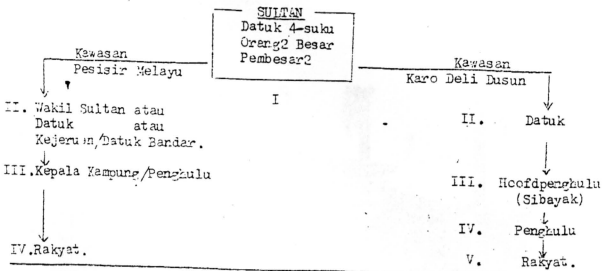 SULTAN
Datuk 4-suku
Orang2 Besar
Pembesar2
I
Kawasan
Pesisir Melayu
II. Wakil Sultan atau
Datuk atau
Kejeruan/Datuk Bandar.
III. Kepala Kampung/Penghulu
IV. Rakyat.
Kawasan
Karo Deli Dusun
II. Datuk
III. Hoofdpenghulu
(Sibayak)
IV. Penghulu
V. Rakyat.